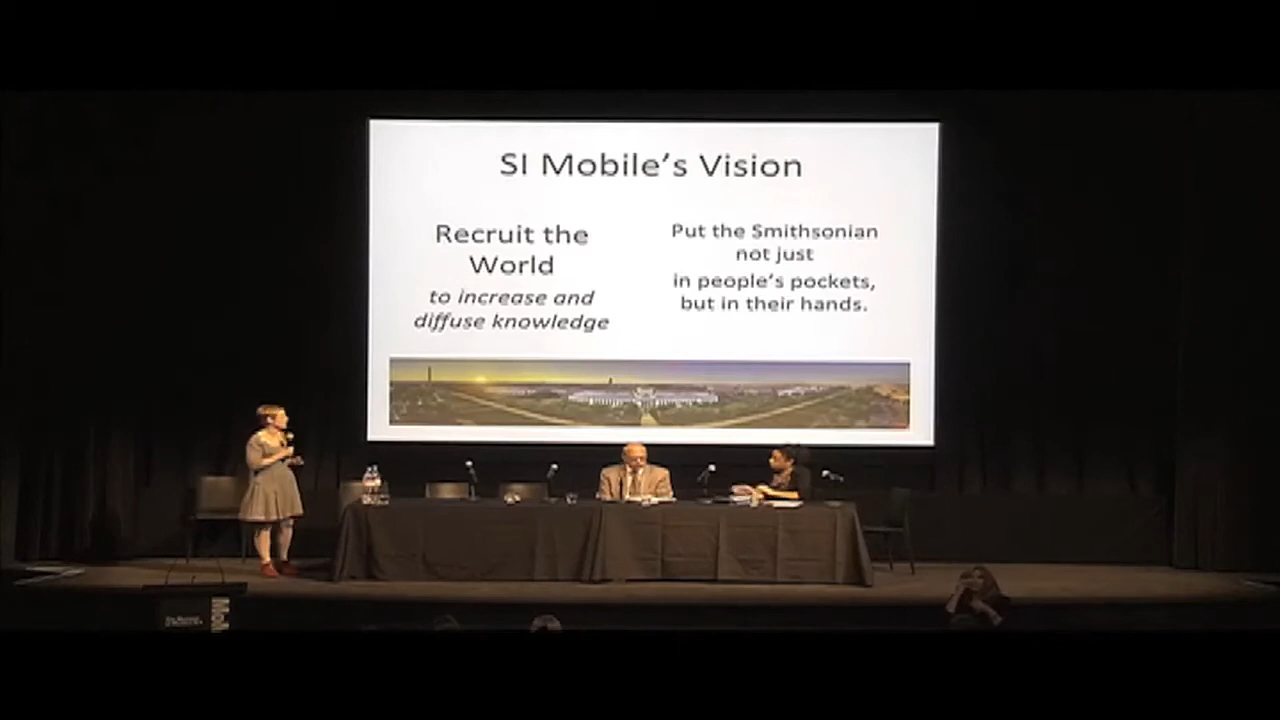 SI Mobile's Vision
Recruit the
World
to increase and
diffuse knowledge
Put the Smithsonian
not just
in people's pockets,
but in their hands.
MoM